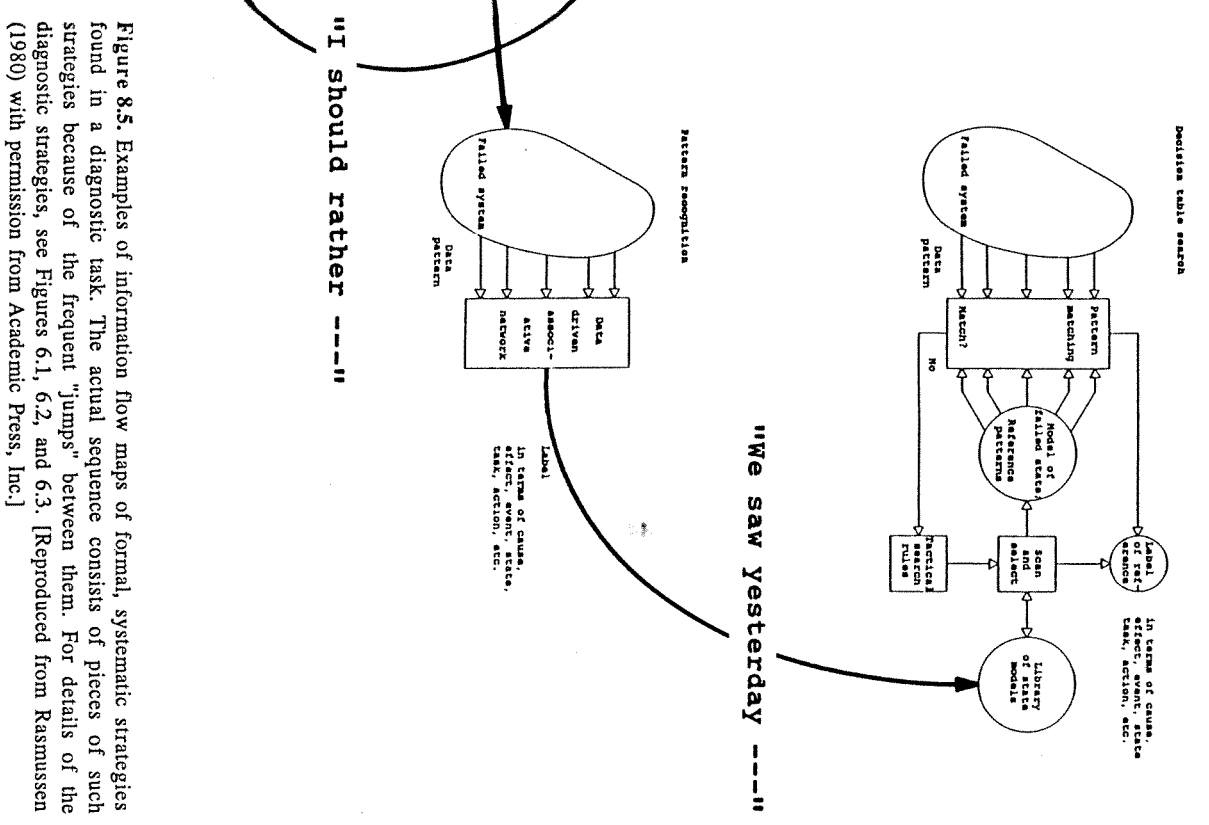 Decision table search
Failed system
Data
pattern
Pattern
matching
Match?
No
Model of
failed state,
Reference
patterns
Tactical
search
rules
Scan
and
select
Label
of ref-
erence
in terms of cause,
effect, event, state
task, action, etc.
Library
of state
models
"We saw yesterday ---"
Pattern recognition
Failed system
Data
pattern
Data
driven
associ-
ative
network
Label
in terms of cause,
effect, event, state,
task, action, etc.
"I should rather ---"
Figure 8.5. Examples of information flow maps of formal, systematic strategies
found in a diagnostic task. The actual sequence consists of pieces of such
strategies because of the frequent "jumps" between them. For details of the
diagnostic strategies, see Figures 6.1, 6.2, and 6.3. [Reproduced from Rasmussen
(1980) with permission from Academic Press, Inc.]